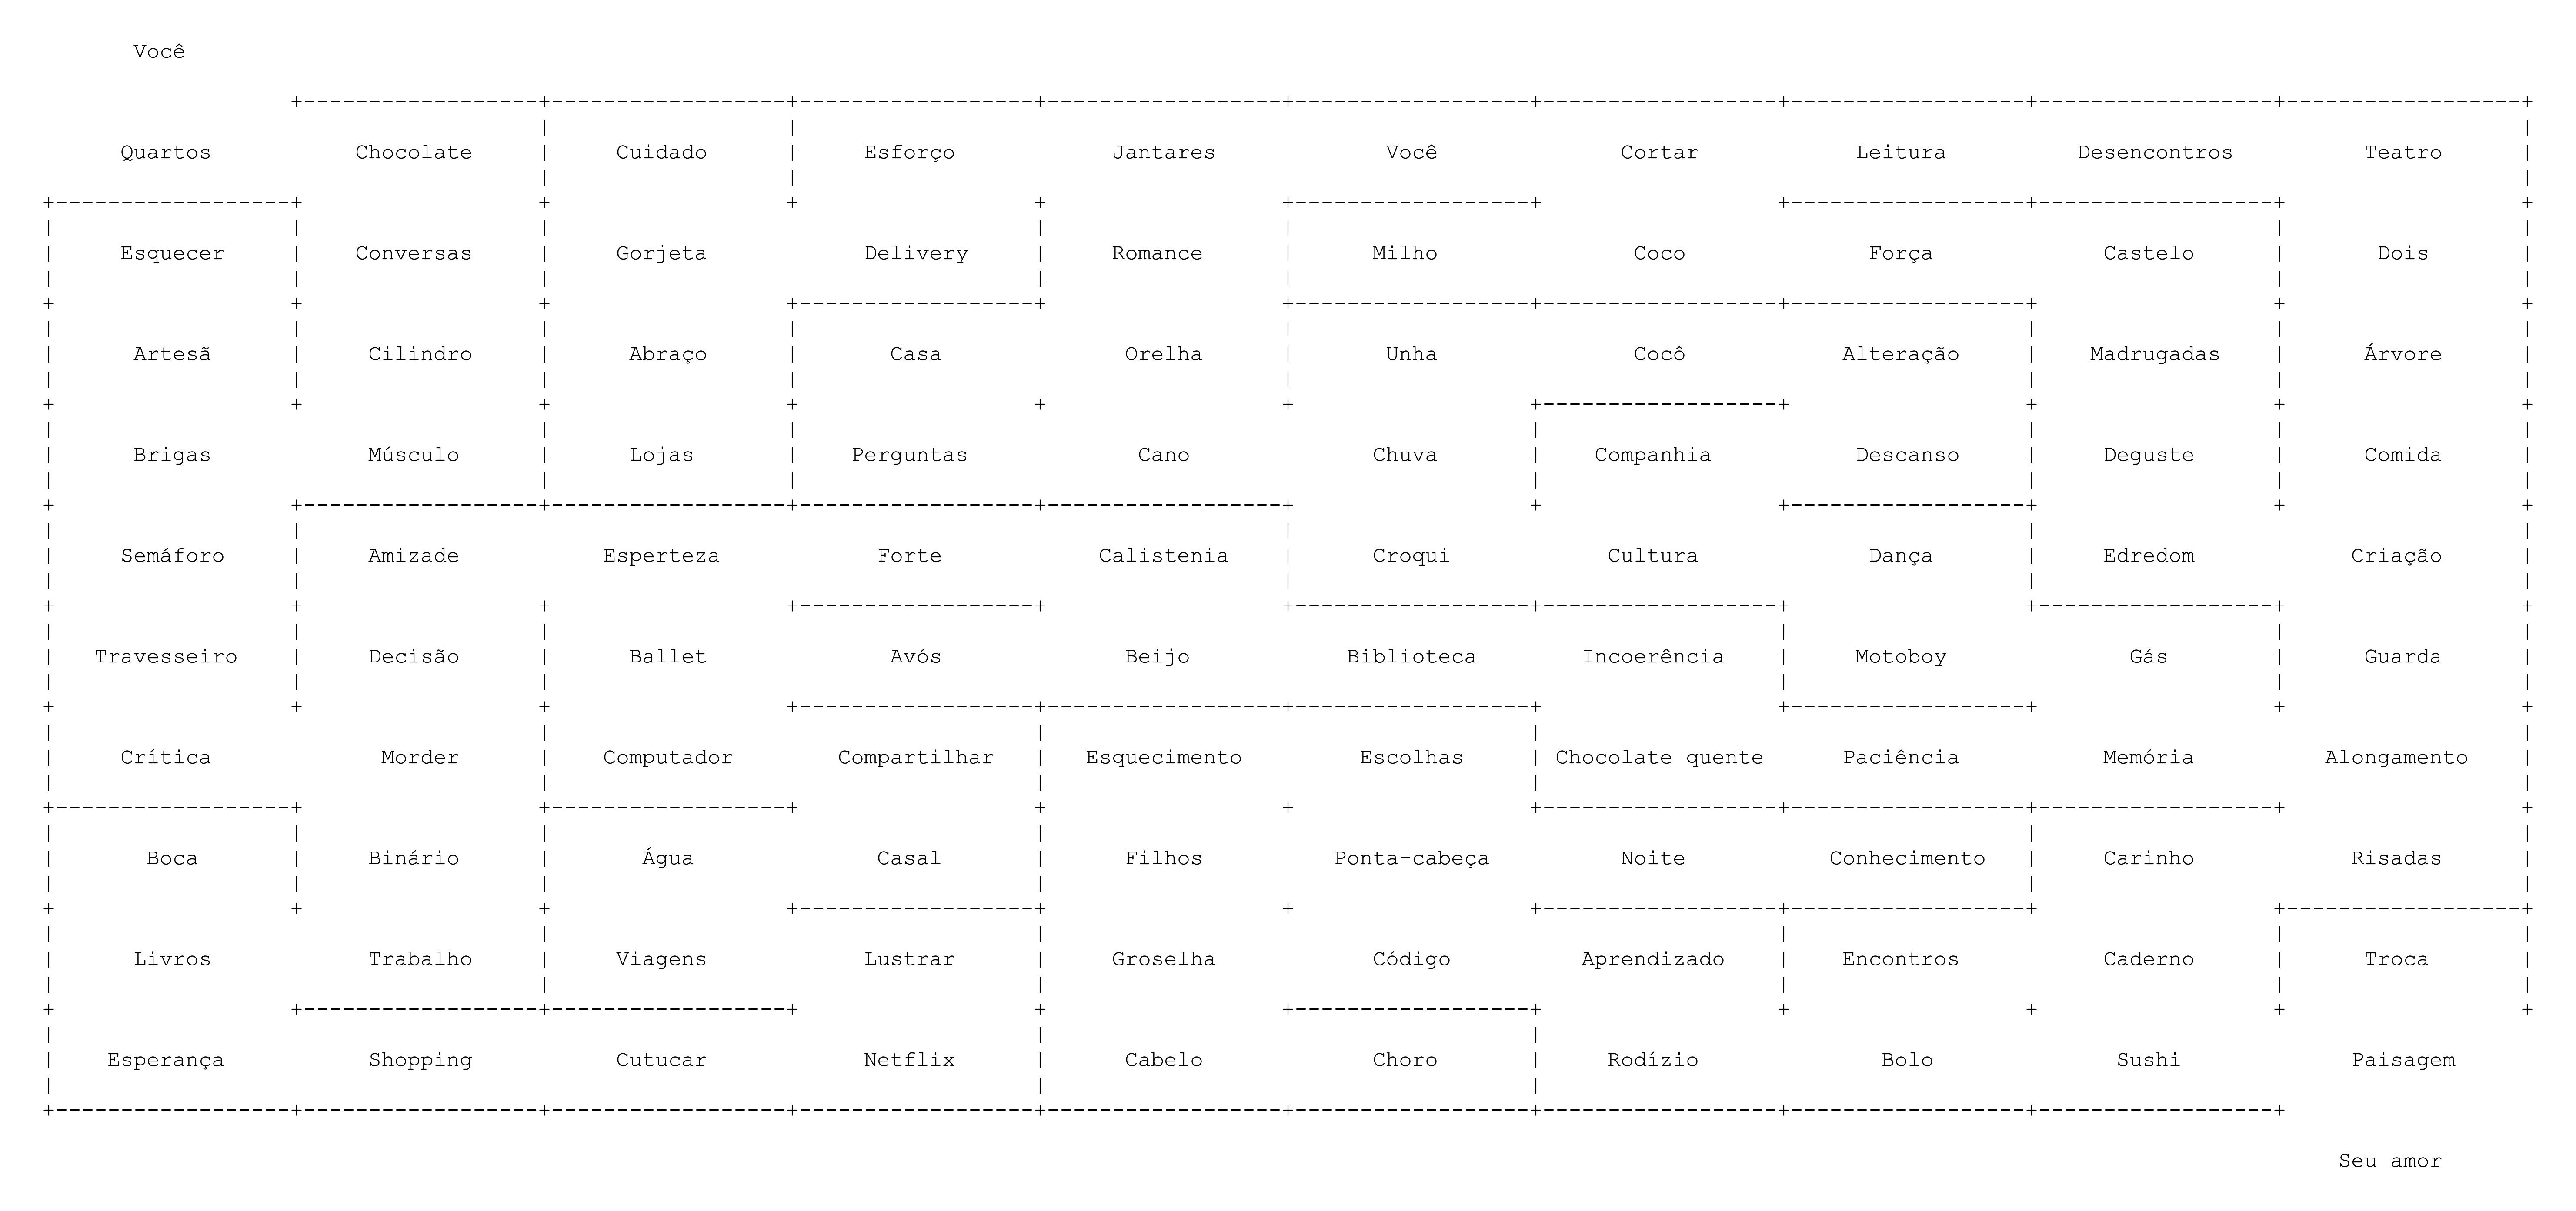 Você
Quartos Chocolate Cuidado Esforço Jantares Você Cortar Leitura Desencontros Teatro
Esquecer Conversas Gorjeta Delivery Romance Milho Coco Força Castelo Dois
Artesã Cilindro Abraço Casa Orelha Unha Cocô Alteração Madrugadas Árvore
Brigas Músculo Lojas Perguntas Cano Chuva Companhia Descanso Deguste Comida
Semáforo Amizade Esperteza Forte Calistenia Croqui Cultura Dança Edredom Criação
Travesseiro Decisão Ballet Avós Beijo Biblioteca Incoerência Motoboy Gás Guarda
Crítica Morder Computador Compartilhar Esquecimento Escolhas Chocolate quente Paciência Memória Alongamento
Boca Binário Água Casal Filhos Ponta-cabeça Noite Conhecimento Carinho Risadas
Livros Trabalho Viagens Lustrar Groselha Código Aprendizado Encontros Caderno Troca
Esperança Shopping Cutucar Netflix Cabelo Choro Rodízio Bolo Sushi Paisagem
Seu amor